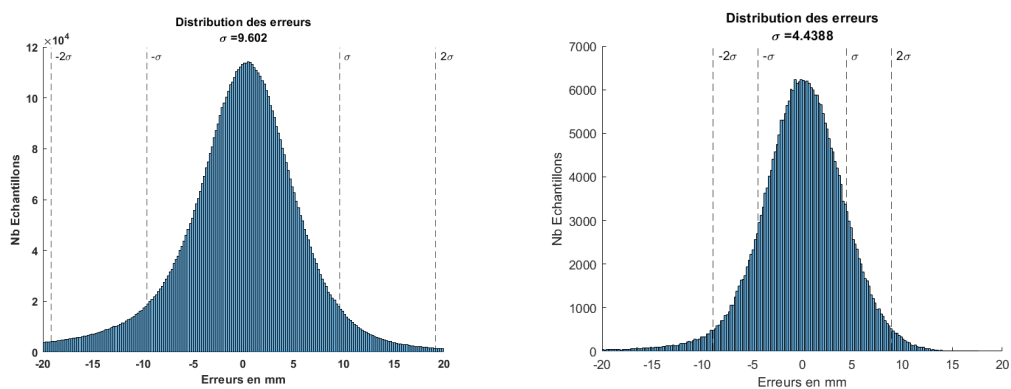 Distribution des erreurs
σ =9.602
×10⁴
12
10
8
6
4
2
0
-2σ
-σ
σ
2σ
Nb Echantillons
-20
-15
-10
-5
0
5
10
15
20
Erreurs en mm
Distribution des erreurs
σ =4.4388
7000
6000
5000
4000
3000
2000
1000
0
-2σ
-σ
σ
2σ
Nb Echantillons
-20
-15
-10
-5
0
5
10
15
20
Erreurs en mm